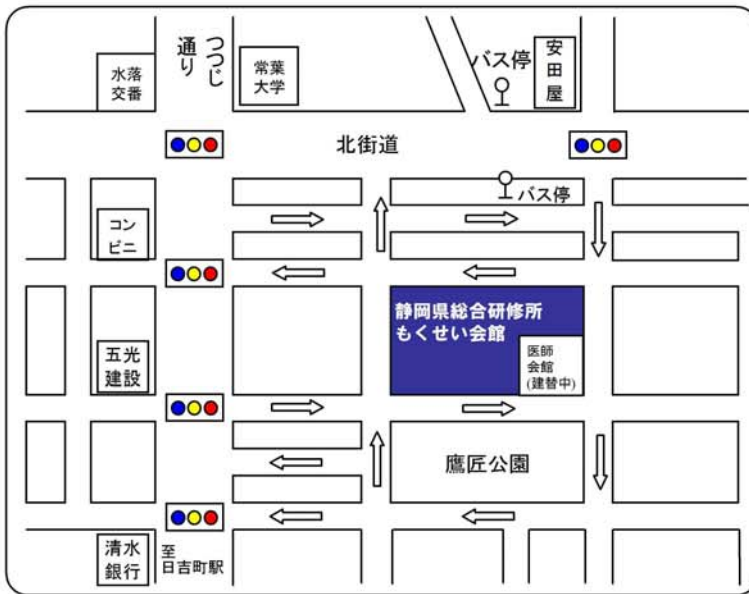 水落
交番
つつじ
通り
常葉
大学
バス停
安田屋
北街道
バス停
コン
ビニ
静岡県総合研修所
もくせい会館
医師
会館
(建替中)
五光
建設
鷹匠公園
清水
銀行
至
日吉町駅